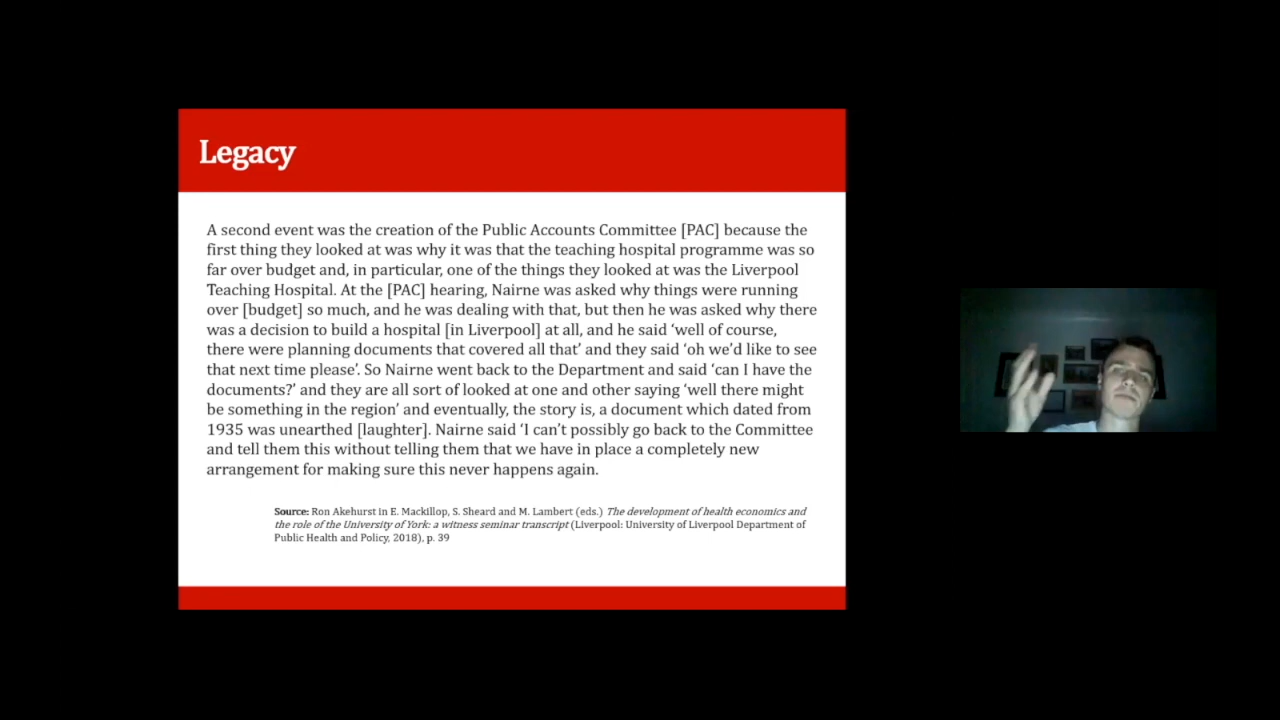 Legacy
A second event was the creation of the Public Accounts Committee [PAC] because the
first thing they looked at was why it was that the teaching hospital programme was so
far over budget and, in particular, one of the things they looked at was the Liverpool
Teaching Hospital. At the [PAC] hearing, Nairne was asked why things were running
over [budget] so much, and he was dealing with that, but then he was asked why there
was a decision to build a hospital [in Liverpool] at all, and he said ‘well of course,
there were planning documents that covered all that’ and they said ‘oh we’d like to see
that next time please’. So Nairne went back to the Department and said ‘can I have the
documents?’ and they are all sort of looked at one and other saying ‘well there might
be something in the region’ and eventually, the story is, a document which dated from
1935 was unearthed [laughter]. Nairne said ‘I can’t possibly go back to the Committee
and tell them this without telling them that we have in place a completely new
arrangement for making sure this never happens again.
Source: Ron Akehurst in E. Mackillop, S. Sheard and M. Lambert (eds.) The development of health economics and
the role of the University of York: a witness seminar transcript (Liverpool: University of Liverpool Department of
Public Health and Policy, 2018), p. 39